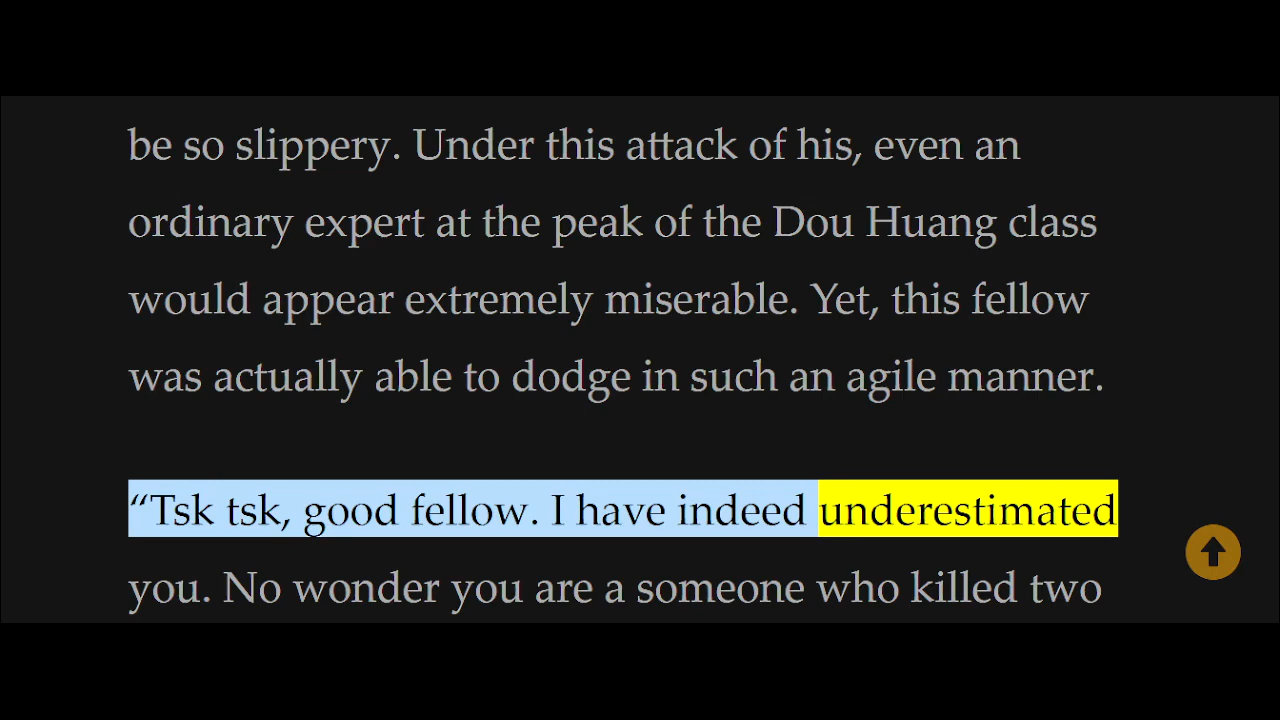 be so slippery. Under this attack of his, even an
ordinary expert at the peak of the Dou Huang class
would appear extremely miserable. Yet, this fellow
was actually able to dodge in such an agile manner.
“Tsk tsk, good fellow. I have indeed underestimated
you. No wonder you are a someone who killed two